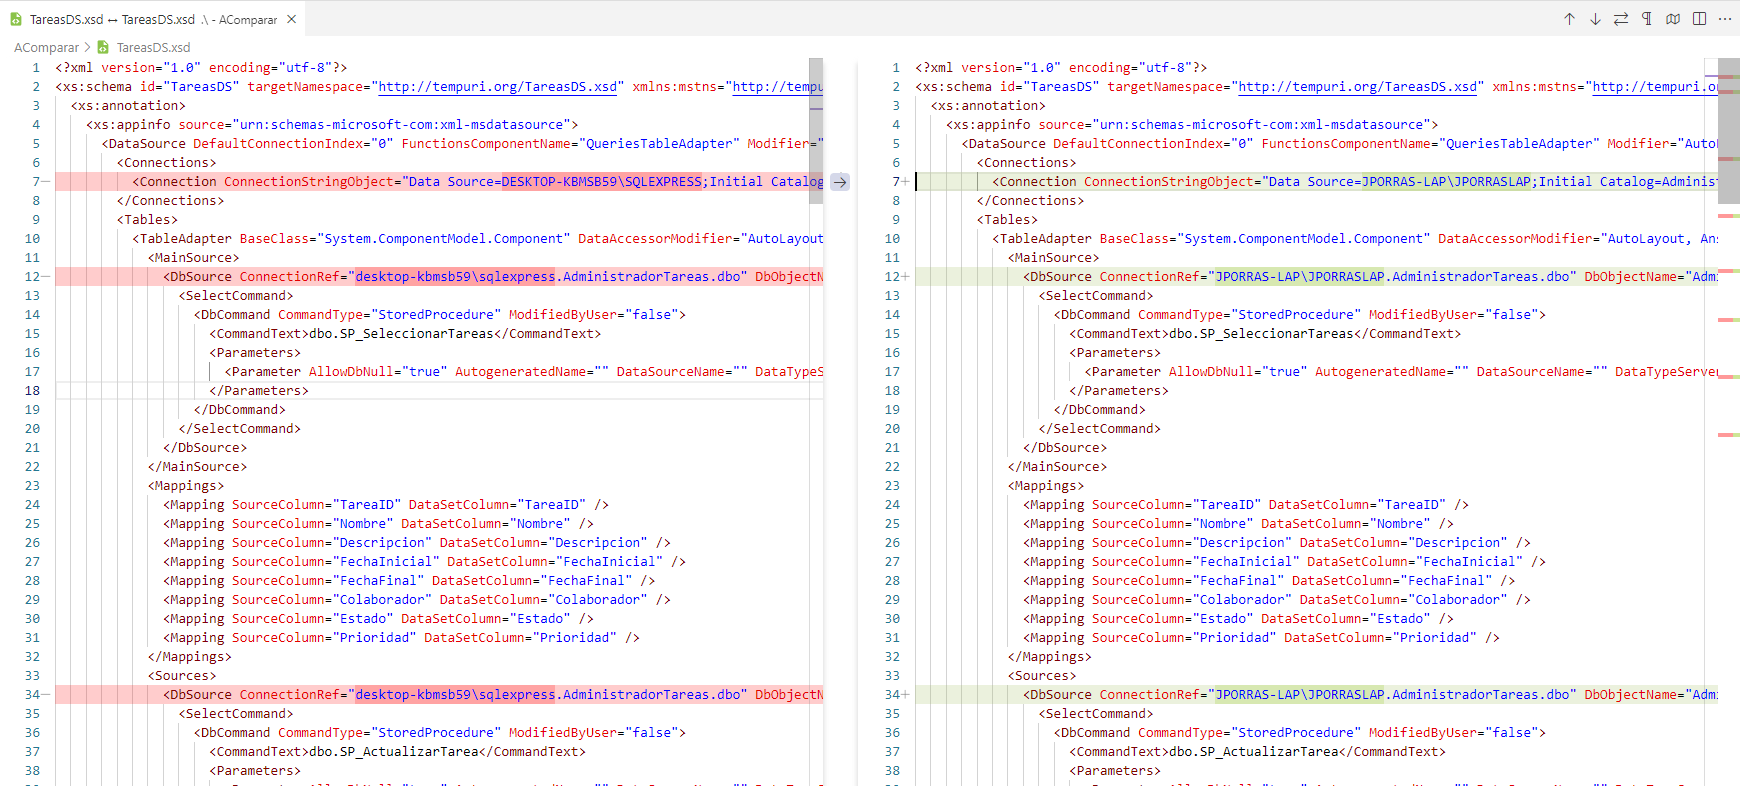 TareasDS.xsd ↔ TareasDS.xsd .\ - AComparar
AComparar > TareasDS.xsd
1 <?xml version="1.0" encoding="utf-8"?>
2 <xs:schema id="TareasDS" targetNamespace="http://tempuri.org/TareasDS.xsd" xmlns:mstns="http://tempu
3 <xs:annotation>
4 <xs:appinfo source="urn:schemas-microsoft-com:xml-msdatasource">
5 <DataSource DefaultConnectionIndex="0" FunctionsComponentName="QueriesTableAdapter" Modifier="
6 <Connections>
7— <Connection ConnectionStringObject="Data Source=DESKTOP-KBMSB59\SQLEXPRESS;Initial Catalog
8 </Connections>
9 <Tables>
10 <TableAdapter BaseClass="System.ComponentModel.Component" DataAccessorModifier="AutoLayout
11 <MainSource>
12— <DbSource ConnectionRef="desktop-kbmsb59\sqlexpress.AdministradorTareas.dbo" DbObjectN
13 <SelectCommand>
14 <DbCommand CommandType="StoredProcedure" ModifiedByUser="false">
15 <CommandText>dbo.SP_SeleccionarTareas</CommandText>
16 <Parameters>
17 <Parameter AllowDbNull="true" AutogeneratedName="" DataSourceName="" DataTypeS
18 </Parameters>
19 </DbCommand>
20 </SelectCommand>
21 </DbSource>
22 </MainSource>
23 <Mappings>
24 <Mapping SourceColumn="TareaID" DataSetColumn="TareaID" />
25 <Mapping SourceColumn="Nombre" DataSetColumn="Nombre" />
26 <Mapping SourceColumn="Descripcion" DataSetColumn="Descripcion" />
27 <Mapping SourceColumn="FechaInicial" DataSetColumn="FechaInicial" />
28 <Mapping SourceColumn="FechaFinal" DataSetColumn="FechaFinal" />
29 <Mapping SourceColumn="Colaborador" DataSetColumn="Colaborador" />
30 <Mapping SourceColumn="Estado" DataSetColumn="Estado" />
31 <Mapping SourceColumn="Prioridad" DataSetColumn="Prioridad" />
32 </Mappings>
33 <Sources>
34— <DbSource ConnectionRef="desktop-kbmsb59\sqlexpress.AdministradorTareas.dbo" DbObjectN
35 <SelectCommand>
36 <DbCommand CommandType="StoredProcedure" ModifiedByUser="false">
37 <CommandText>dbo.SP_ActualizarTarea</CommandText>
38 <Parameters>
1 <?xml version="1.0" encoding="utf-8"?>
2 <xs:schema id="TareasDS" targetNamespace="http://tempuri.org/TareasDS.xsd" xmlns:mstns="http://tempuri.o
3 <xs:annotation>
4 <xs:appinfo source="urn:schemas-microsoft-com:xml-msdatasource">
5 <DataSource DefaultConnectionIndex="0" FunctionsComponentName="QueriesTableAdapter" Modifier="AutoL
6 <Connections>
7+ <Connection ConnectionStringObject="Data Source=JPORRAS-LAP\JPORRASLAP;Initial Catalog=Adminis
8 </Connections>
9 <Tables>
10 <TableAdapter BaseClass="System.ComponentModel.Component" DataAccessorModifier="AutoLayout, Ans
11 <MainSource>
12+ <DbSource ConnectionRef="JPORRAS-LAP\JPORRASLAP.AdministradorTareas.dbo" DbObjectName="Adm
13 <SelectCommand>
14 <DbCommand CommandType="StoredProcedure" ModifiedByUser="false">
15 <CommandText>dbo.SP_SeleccionarTareas</CommandText>
16 <Parameters>
17 <Parameter AllowDbNull="true" AutogeneratedName="" DataSourceName="" DataTypeServer
18 </Parameters>
19 </DbCommand>
20 </SelectCommand>
21 </DbSource>
22 </MainSource>
23 <Mappings>
24 <Mapping SourceColumn="TareaID" DataSetColumn="TareaID" />
25 <Mapping SourceColumn="Nombre" DataSetColumn="Nombre" />
26 <Mapping SourceColumn="Descripcion" DataSetColumn="Descripcion" />
27 <Mapping SourceColumn="FechaInicial" DataSetColumn="FechaInicial" />
28 <Mapping SourceColumn="FechaFinal" DataSetColumn="FechaFinal" />
29 <Mapping SourceColumn="Colaborador" DataSetColumn="Colaborador" />
30 <Mapping SourceColumn="Estado" DataSetColumn="Estado" />
31 <Mapping SourceColumn="Prioridad" DataSetColumn="Prioridad" />
32 </Mappings>
33 <Sources>
34+ <DbSource ConnectionRef="JPORRAS-LAP\JPORRASLAP.AdministradorTareas.dbo" DbObjectName="Adm
35 <SelectCommand>
36 <DbCommand CommandType="StoredProcedure" ModifiedByUser="false">
37 <CommandText>dbo.SP_ActualizarTarea</CommandText>
38 <Parameters>